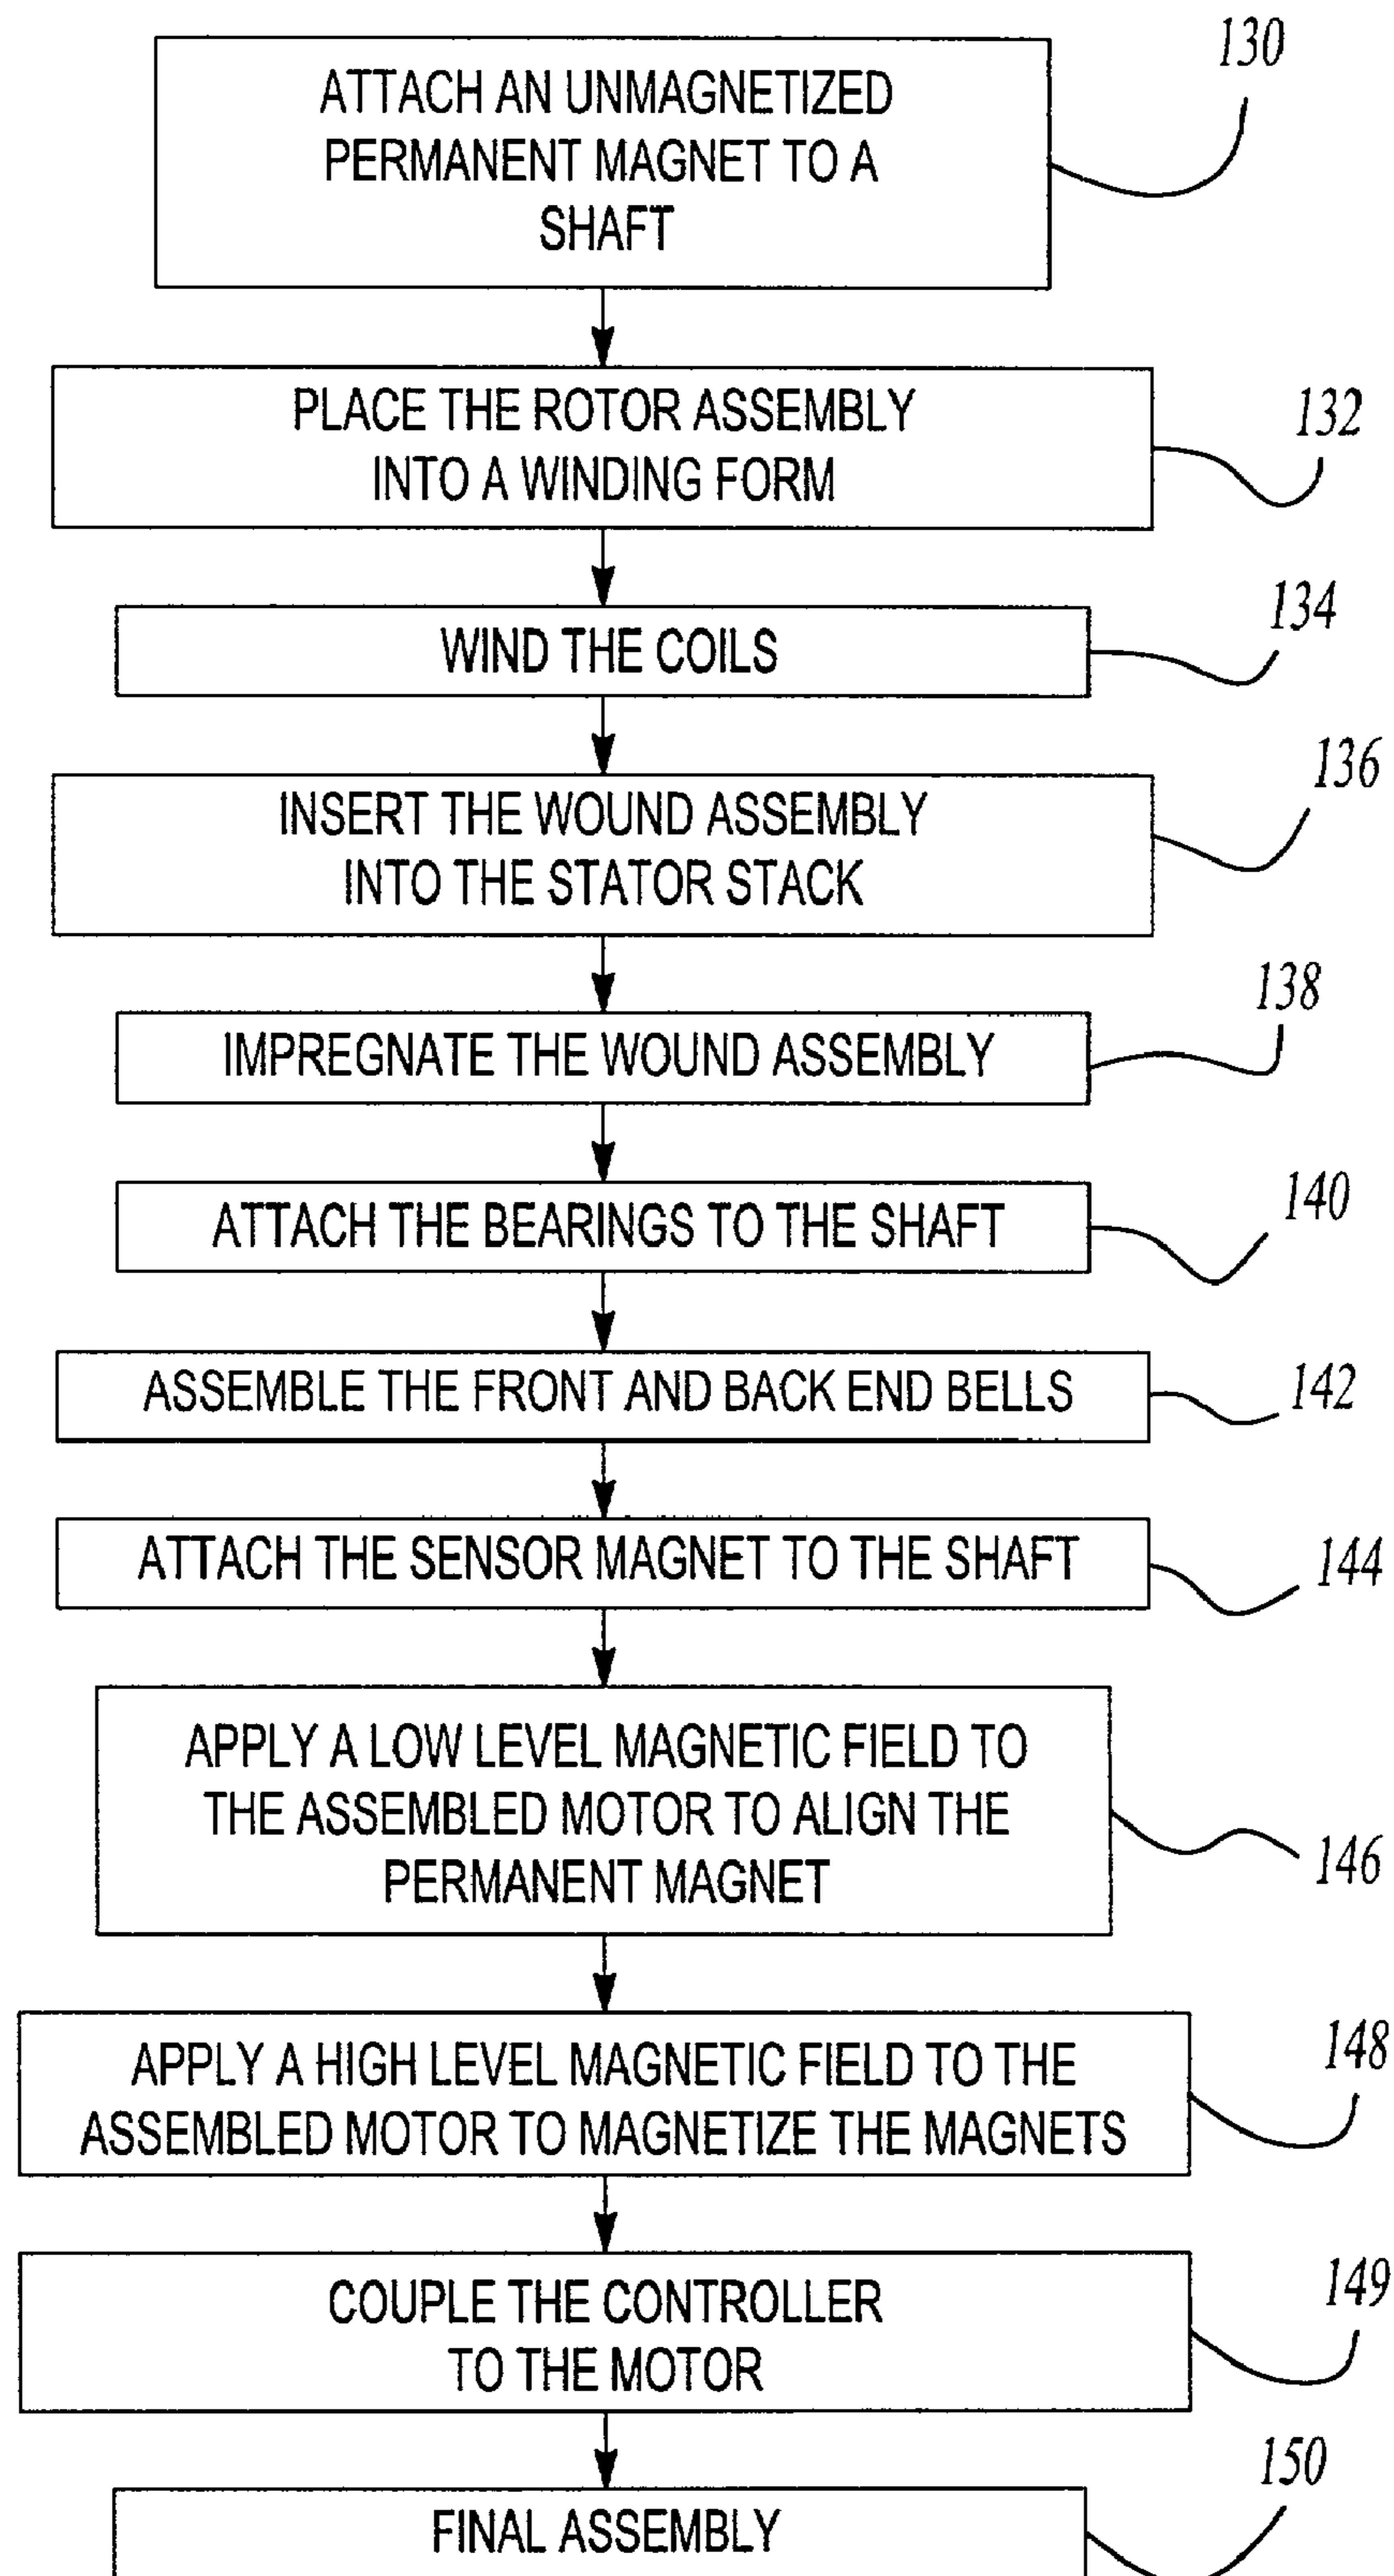 130
ATTACH AN UNMAGNETIZED
PERMANENT MAGNET TO A
SHAFT
PLACE THE ROTOR ASSEMBLY
INTO A WINDING FORM
132
WIND THE COILS
134
INSERT THE WOUND ASSEMBLY
INTO THE STATOR STACK
136
IMPREGNATE THE WOUND ASSEMBLY
138
ATTACH THE BEARINGS TO THE SHAFT
140
ASSEMBLE THE FRONT AND BACK END BELLS
142
ATTACH THE SENSOR MAGNET TO THE SHAFT
144
APPLY A LOW LEVEL MAGNETIC FIELD TO
THE ASSEMBLED MOTOR TO ALIGN THE
PERMANENT MAGNET
146
APPLY A HIGH LEVEL MAGNETIC FIELD TO THE
ASSEMBLED MOTOR TO MAGNETIZE THE MAGNETS
148
COUPLE THE CONTROLLER
TO THE MOTOR
149
FINAL ASSEMBLY
150